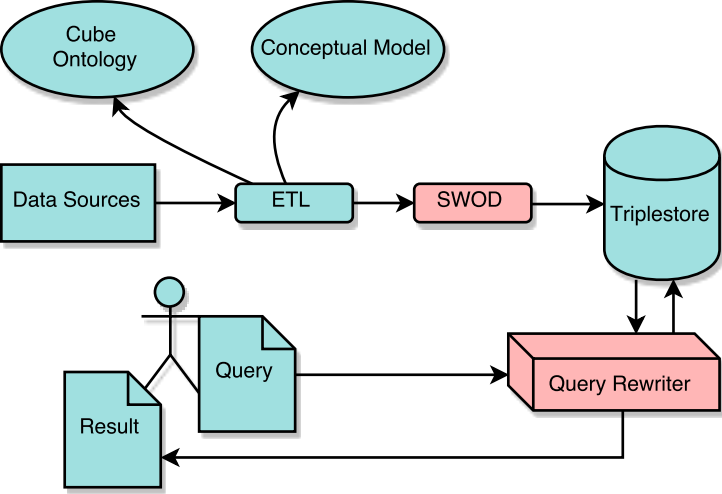 Cube
Ontology
Conceptual Model
Data Sources
ETL
SWOD
Triplestore
Query
Query Rewriter
Result